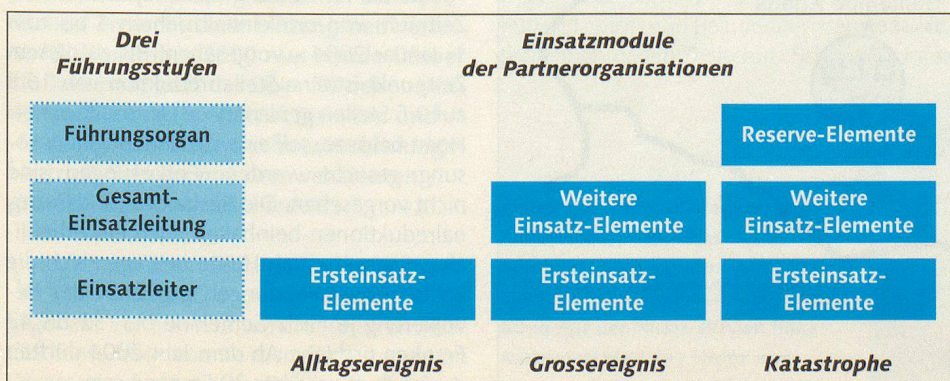 Drei
Führungsstufen
Einsatzmodule
der Partnerorganisationen
Führungsorgan
Reserve-Elemente
Gesamt-
Einsatzleitung
Weitere
Einsatz-Elemente
Weitere
Einsatz-Elemente
Einsatzleiter
Ersteinsatz-
Elemente
Ersteinsatz-
Elemente
Ersteinsatz-
Elemente
Alltagsereignis
Grossereignis
Katastrophe